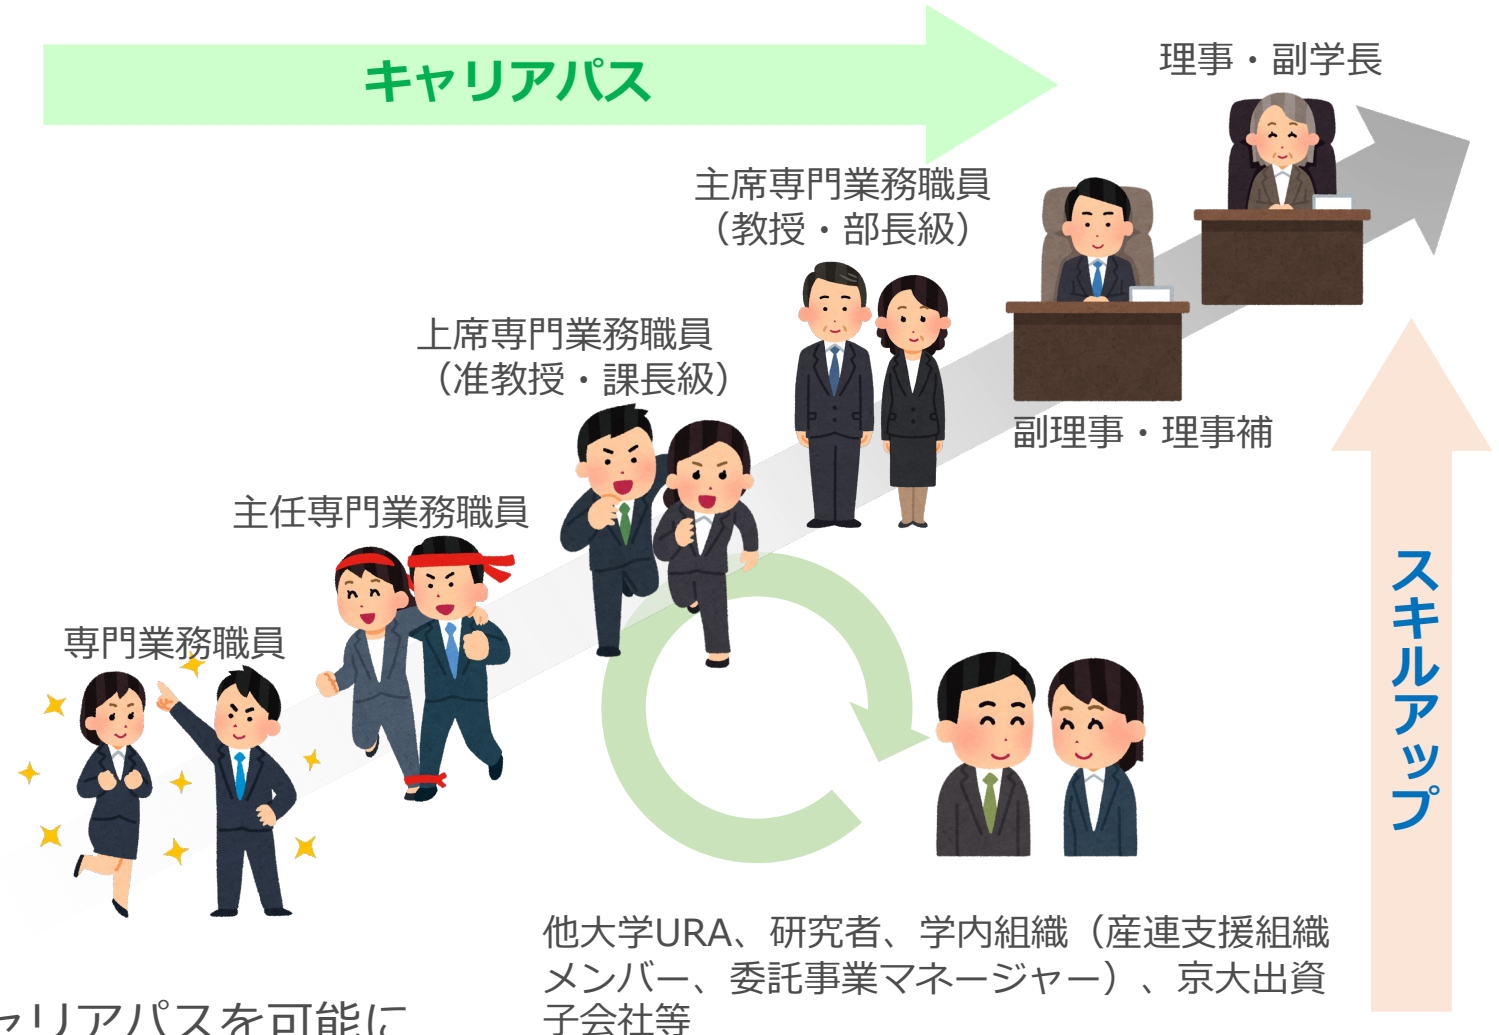 キャリアパス
理事・副学長
主席専門業務職員
（教授・部長級）
上席専門業務職員
（准教授・課長級）
副理事・理事補
主任専門業務職員
専門業務職員
スキルアップ
他大学URA、研究者、学内組織（産連支援組織
メンバー、委託事業マネージャー）、京大出資
子会社等
ャリアパスを可能に